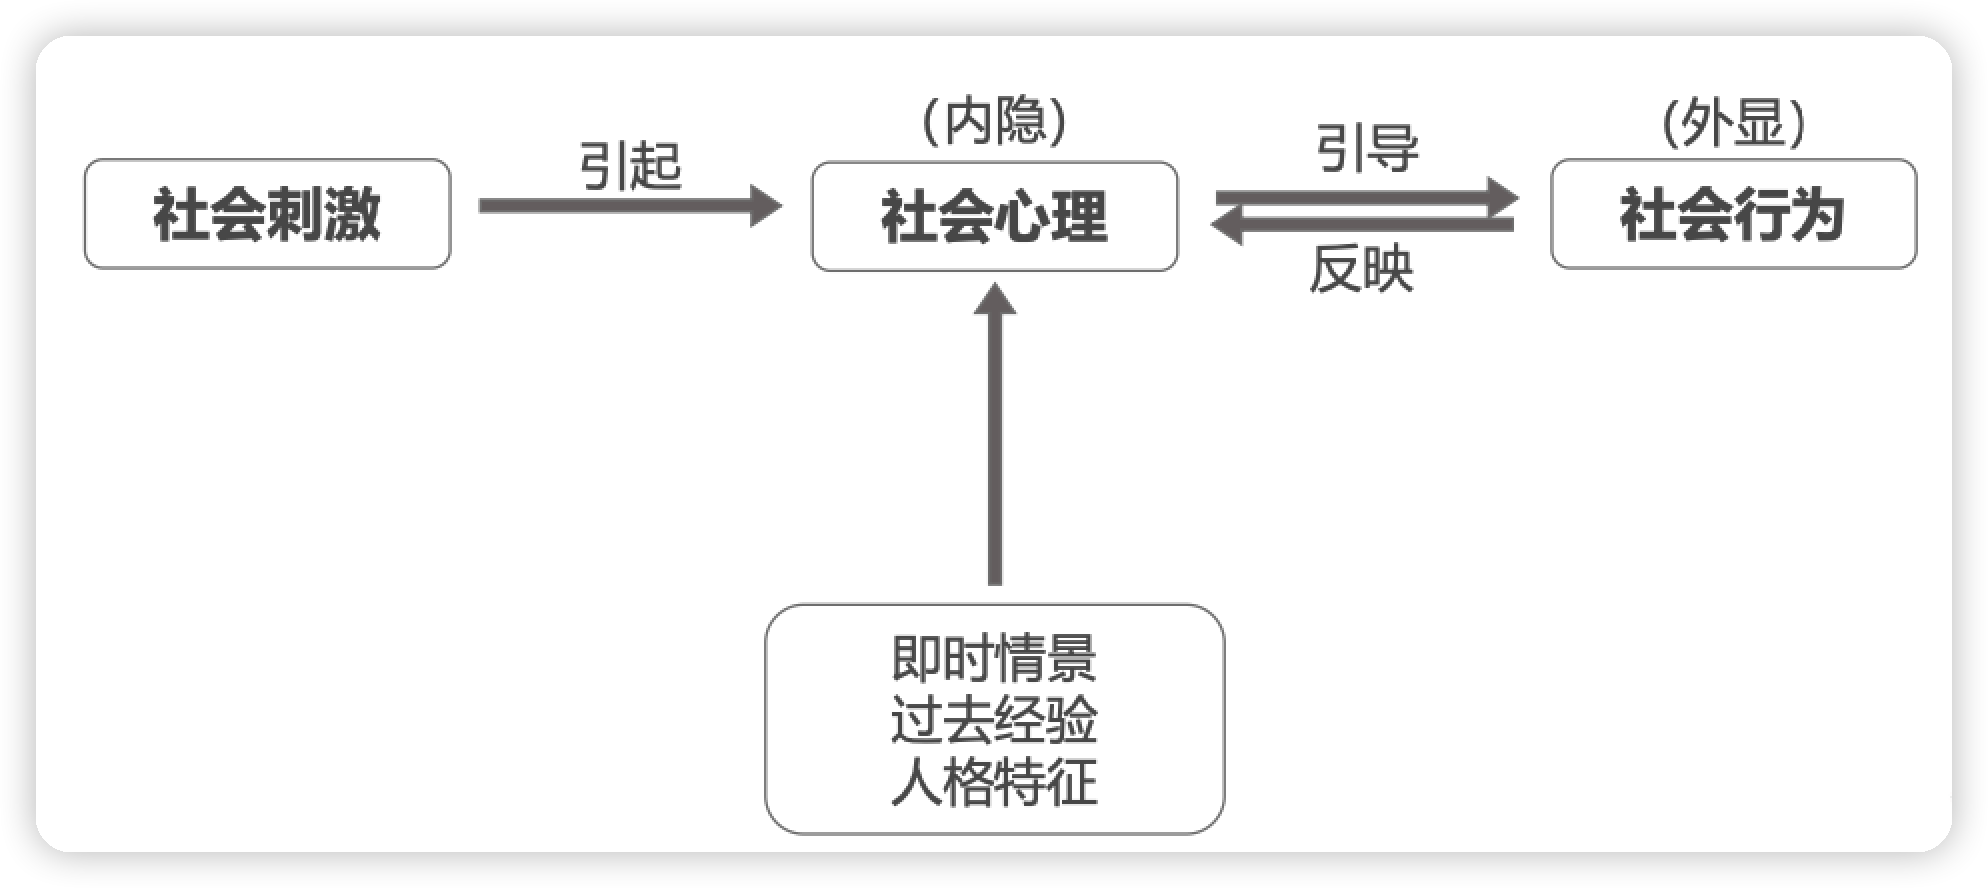 （内隐）
（外显）
社会刺激
引起
社会心理
引导
反映
社会行为
即时情景
过去经验
人格特征